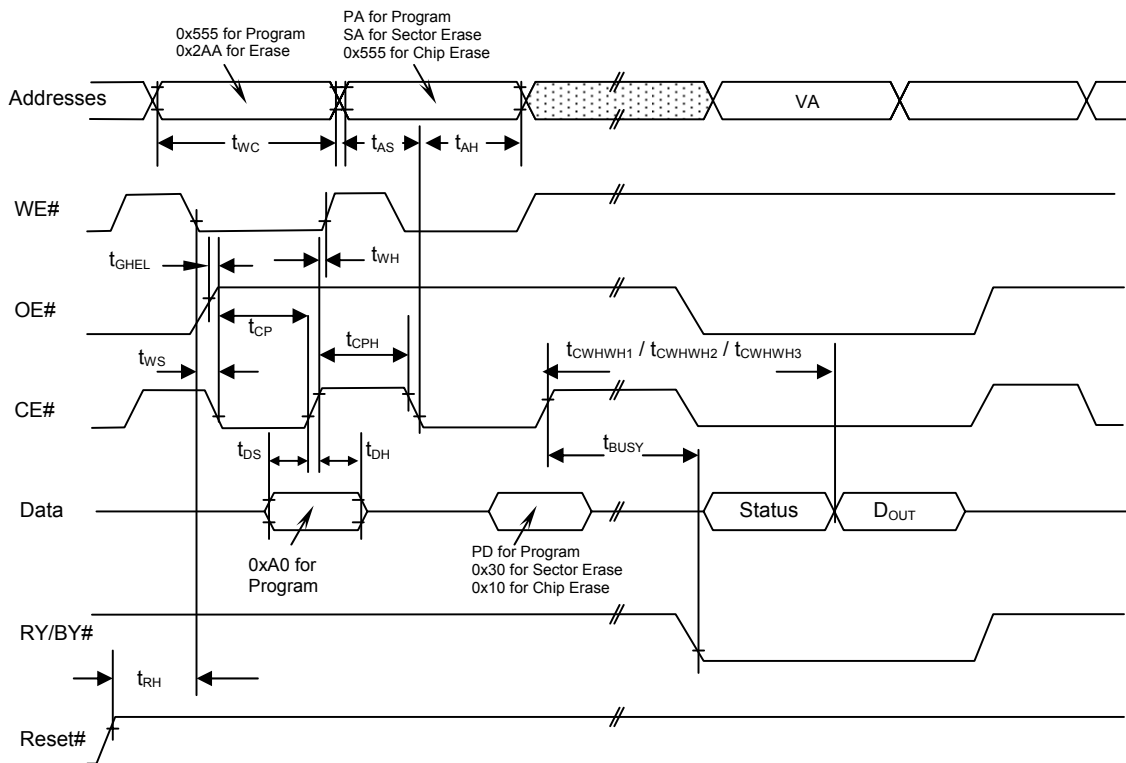 0x555 for Program
0x2AA for Erase
PA for Program
SA for Sector Erase
0x555 for Chip Erase
Addresses
VA
tWC
tAS
tAH
WE#
tGHEL
tWH
OE#
tCP
tCPH
tWS
tCWHWH1 / tCWHWH2 / tCWHWH3
CE#
tDS
tDH
tBUSY
Data
Status
DOUT
0xA0 for
Program
PD for Program
0x30 for Sector Erase
0x10 for Chip Erase
RY/BY#
tRH
Reset#